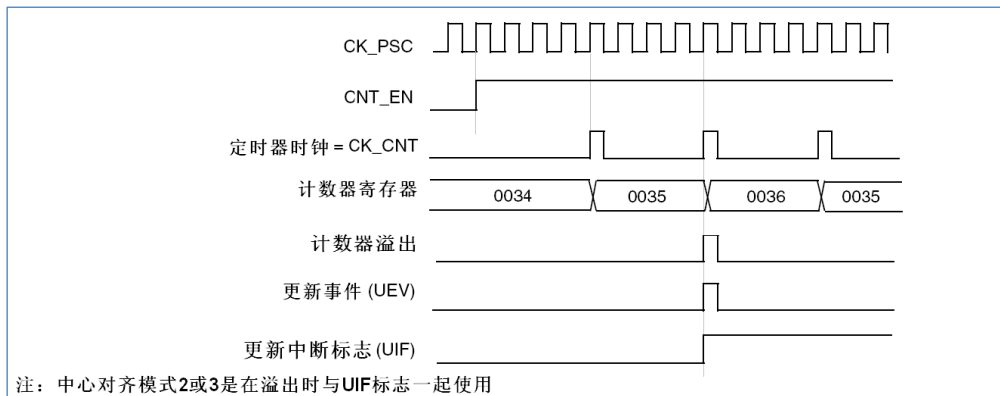 CK_PSC
CNT_EN
定时器时钟 = CK_CNT
计数器寄存器 0034 0035 0036 0035
计数器溢出
更新事件 (UEV)
更新中断标志 (UIF)
注：中心对齐模式2或3是在溢出时与UIF标志一起使用